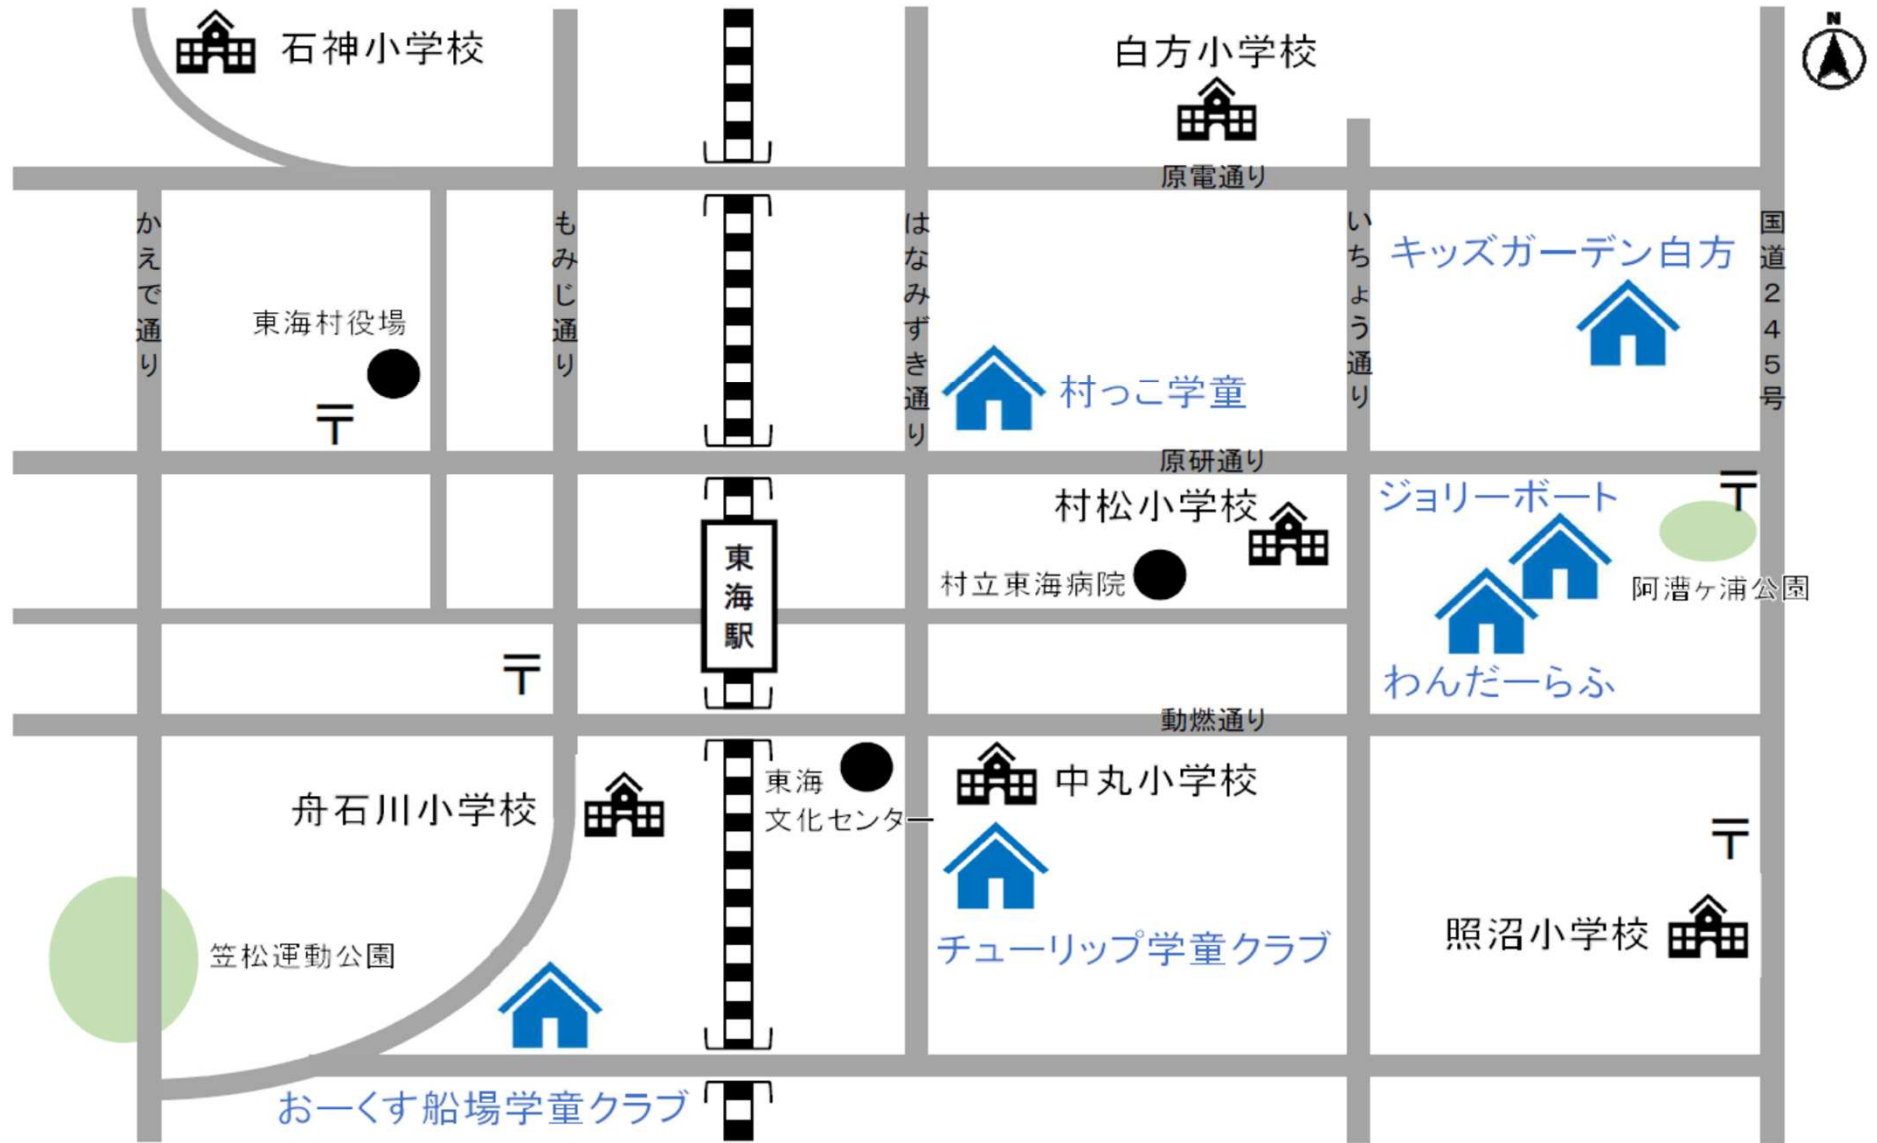 石神小学校
白方小学校
N
原電通り
かえで通り
もみじ通り
はなみずき通り
いちょう通り
国道245号
キッズガーデン白方
東海村役場
〒
村っこ学童
原研通り
村松小学校
ジョリーボート
〒
東海駅
村立東海病院
阿漕ヶ浦公園
〒
わんだーらふ
動燃通り
東海
文化センター
中丸小学校
舟石川小学校
〒
笠松運動公園
チューリップ学童クラブ
照沼小学校
おーくす船場学童クラブ